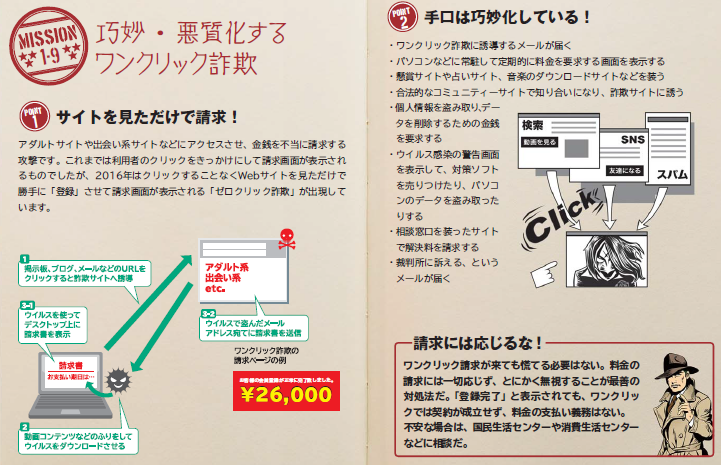 MISSION
1-9
巧妙・悪質化する
ワンクリック詐欺
POINT
1
サイトを見ただけで請求！
アダルトサイトや出会い系サイトなどにアクセスさせ、金銭を不当に請求する
攻撃です。これまでは利用者のクリックをきっかけにして請求画面が表示され
るものでしたが、2016年はクリックすることなくWebサイトを見ただけで
勝手に「登録」させて請求画面が表示される「ゼロクリック詐欺」が出現して
います。
1
掲示板、ブログ、メールなどのURLを
クリックすると詐欺サイトへ誘導
アダルト系
出会い系
etc.
3-1
ウイルスを使って
デスクトップ上に
請求書を表示
3-2
ウイルスで盗んだメール
アドレス宛てに請求書を送信
請求書
お支払い期日は…
2
動画コンテンツなどのふりをして
ウイルスをダウンロードさせる
ワンクリック詐欺の
請求ページの例
お客様の会員登録が正常に完了致しました。
¥26,000
POINT
2
手口は巧妙化している！
・ワンクリック詐欺に誘導するメールが届く
・パソコンなどに常駐して定期的に料金を要求する画面を表示する
・懸賞サイトや占いサイト、音楽のダウンロードサイトなどを装う
・合法的なコミュニティーサイトで知り合いになり、詐欺サイトに誘う
・個人情報を盗み取り、デー
タを削除するための金銭
を要求する
・ウイルス感染の警告画面
を表示して、対策ソフト
を売りつけたり、パソコ
ンのデータを盗み取った
りする
・相談窓口を装ったサイト
で解決料を請求する
・裁判所に訴える、という
メールが届く
検索
動画を見る
SNS
友達になる
スパム
Click
請求には応じるな！
ワンクリック請求が来ても慌てる必要はない。料金の
請求には一切応じず、とにかく無視することが最善の
対処法だ。「登録完了」と表示されても、ワンクリッ
クでは契約が成立せず、料金の支払い義務はない。
不安な場合は、国民生活センターや消費生活センター
などに相談だ。